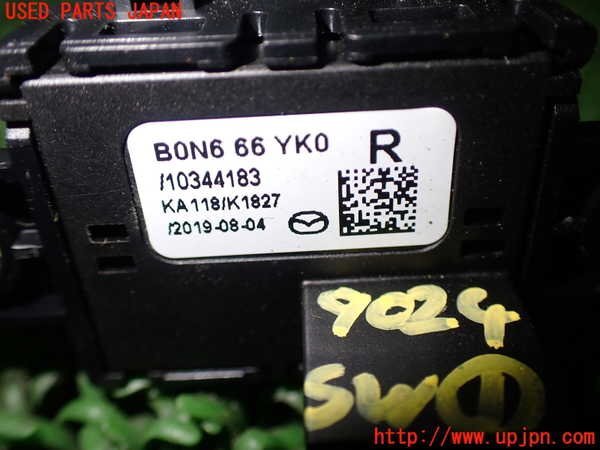 USED PARTS JAPAN
B0N6 66 YK0 R
/10344183
KA118/K1827
/2019-08-04
9024
SW①
http://www.upjpn.com/